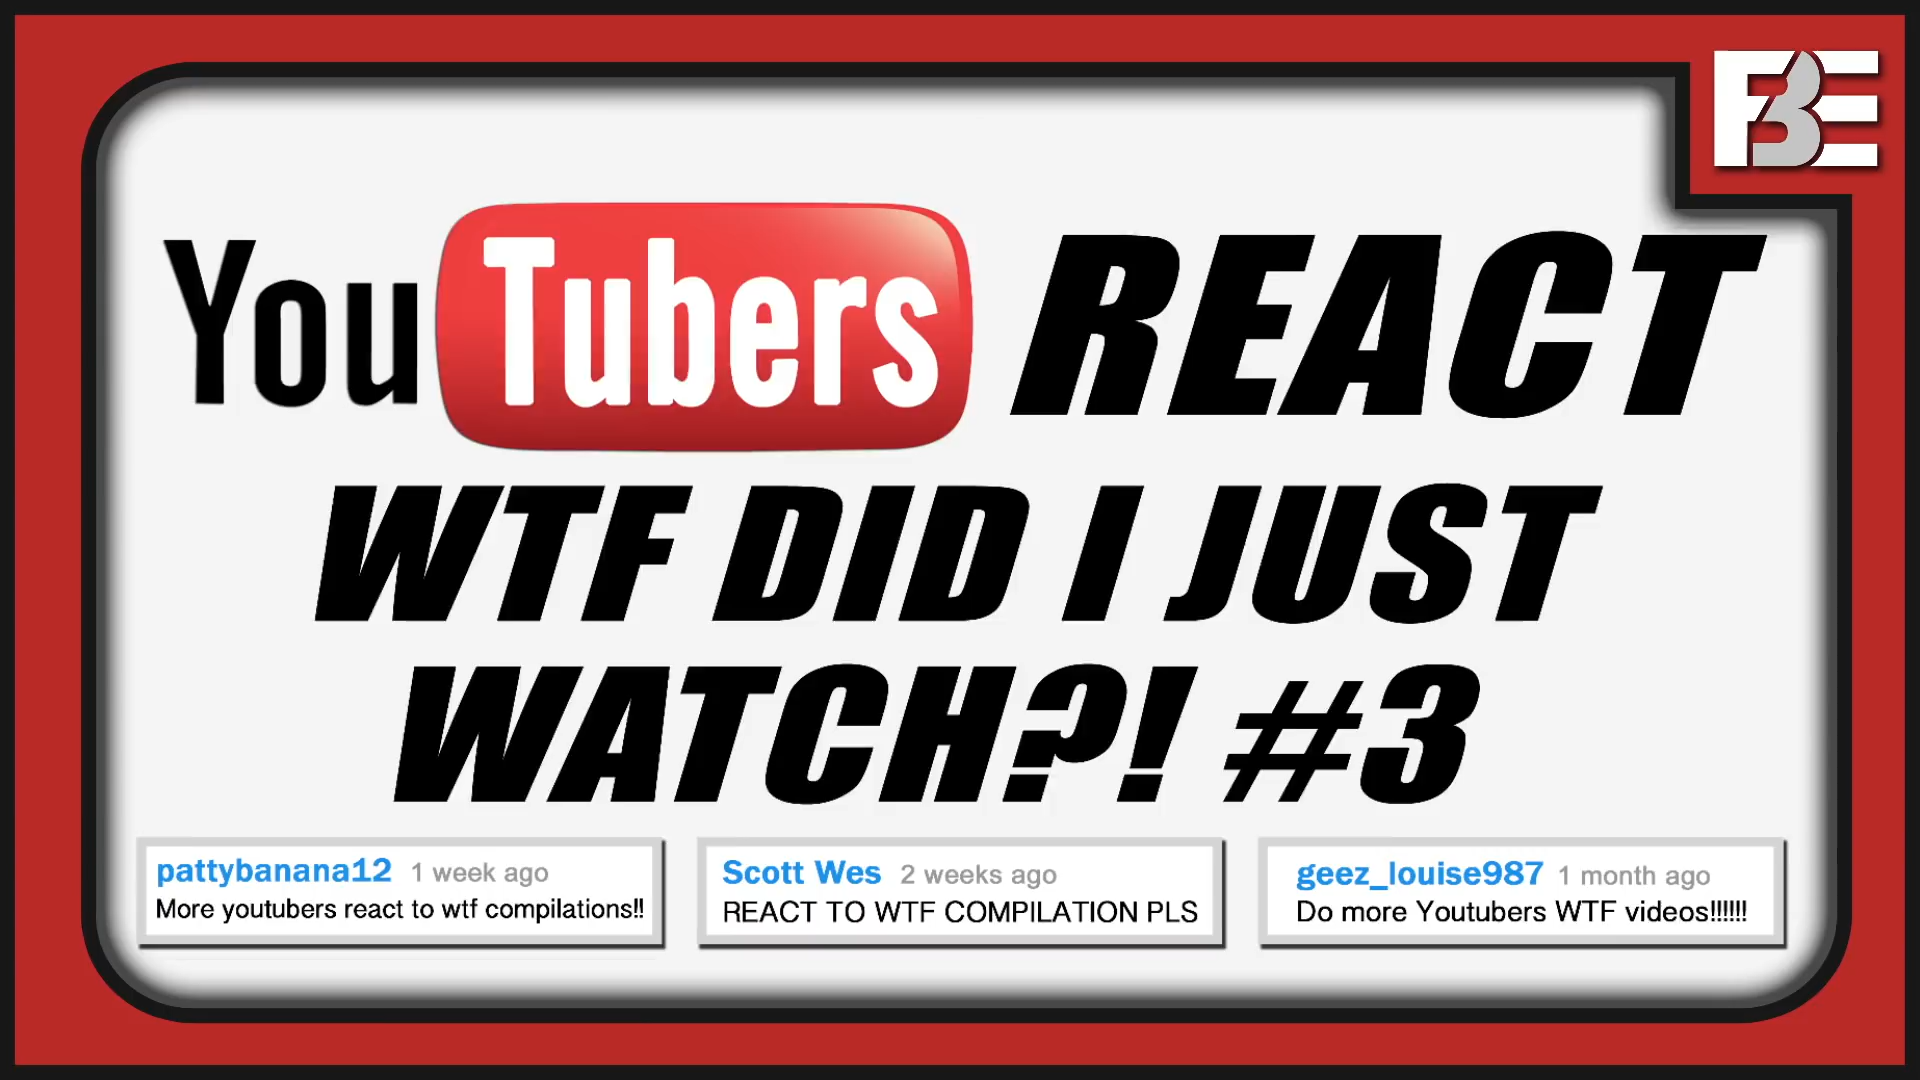 FBE
YouTubers REACT
WTF DID I JUST
WATCH?! #3
pattybanana12 1 week ago
More youtubers react to wtf compilations!!
Scott Wes 2 weeks ago
REACT TO WTF COMPILATION PLS
geez_louise987 1 month ago
Do more Youtubers WTF videos!!!!!!